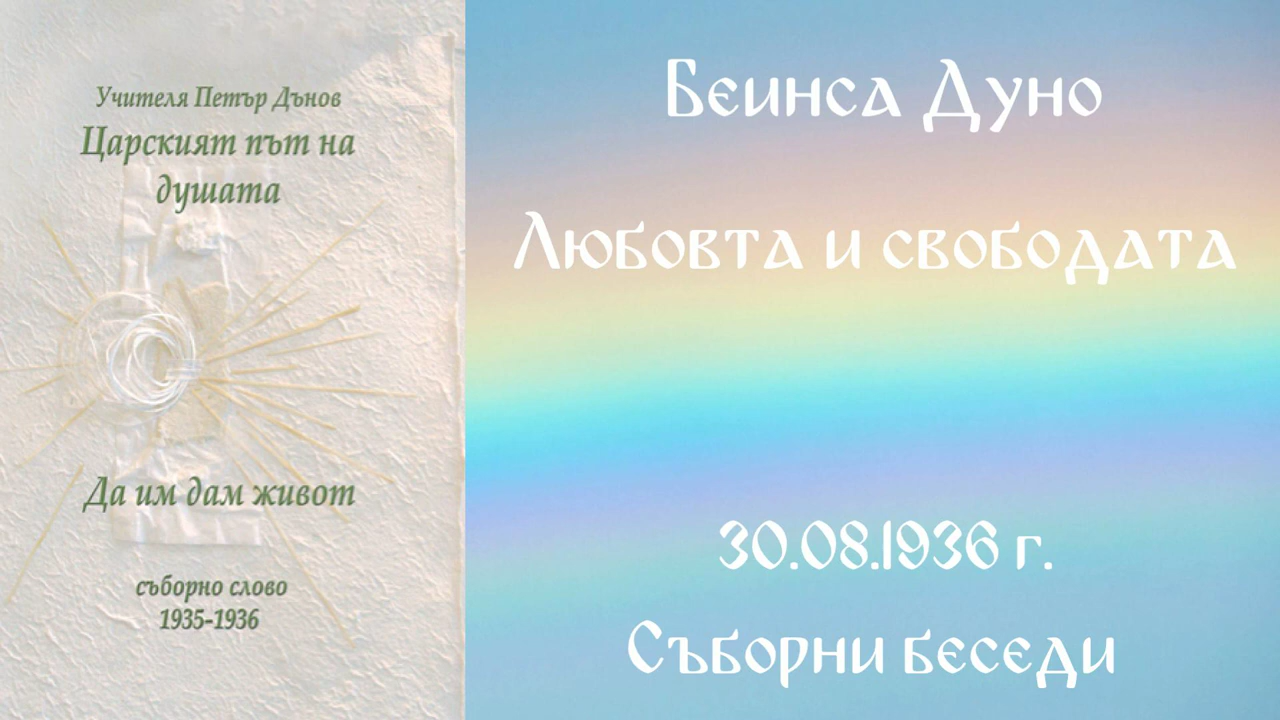 Учителя Петър Дънов
Царският път на
душата
Да им дам живот
съборно слово
1935-1936
Беинса Дуно
Любовта и свободата
30.08.1936 г.
Съборни беседи